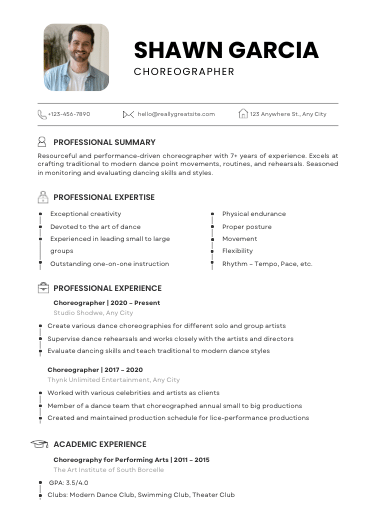 SHAWN GARCIA
CHOREOGRAPHER
+123-456-7890
hello@reallygreatsite.com
123 Anywhere St., Any City
PROFESSIONAL SUMMARY
Resourceful and performance-driven choreographer with 7+ years of experience. Excels at
crafting traditional to modern dance point movements, routines, and rehearsals. Seasoned
in monitoring and evaluating dancing skills and styles.
PROFESSIONAL EXPERTISE
Exceptional creativity
Devoted to the art of dance
Experienced in leading small to large
groups
Outstanding one-on-one instruction
Physical endurance
Proper posture
Movement
Flexibility
Rhythm – Tempo, Pace, etc.
PROFESSIONAL EXPERIENCE
Choreographer | 2020 – Present
Studio Shodwe, Any City
Create various dance choreographies for different solo and group artists
Supervise dance rehearsals and works closely with the artists and directors
Evaluate dancing skills and teach traditional to modern dance styles
Choreographer | 2017 – 2020
Thynk Unlimited Entertainment, Any City
Worked with various celebrities and artists as clients
Member of a dance team that choreographed annual small to big productions
Created and maintained production schedule for lice-performance productions
ACADEMIC EXPERIENCE
Choreography for Performing Arts | 2011 – 2015
The Art Institute of South Borcelle
GPA: 3.5/4.0
Clubs: Modern Dance Club, Swimming Club, Theater Club